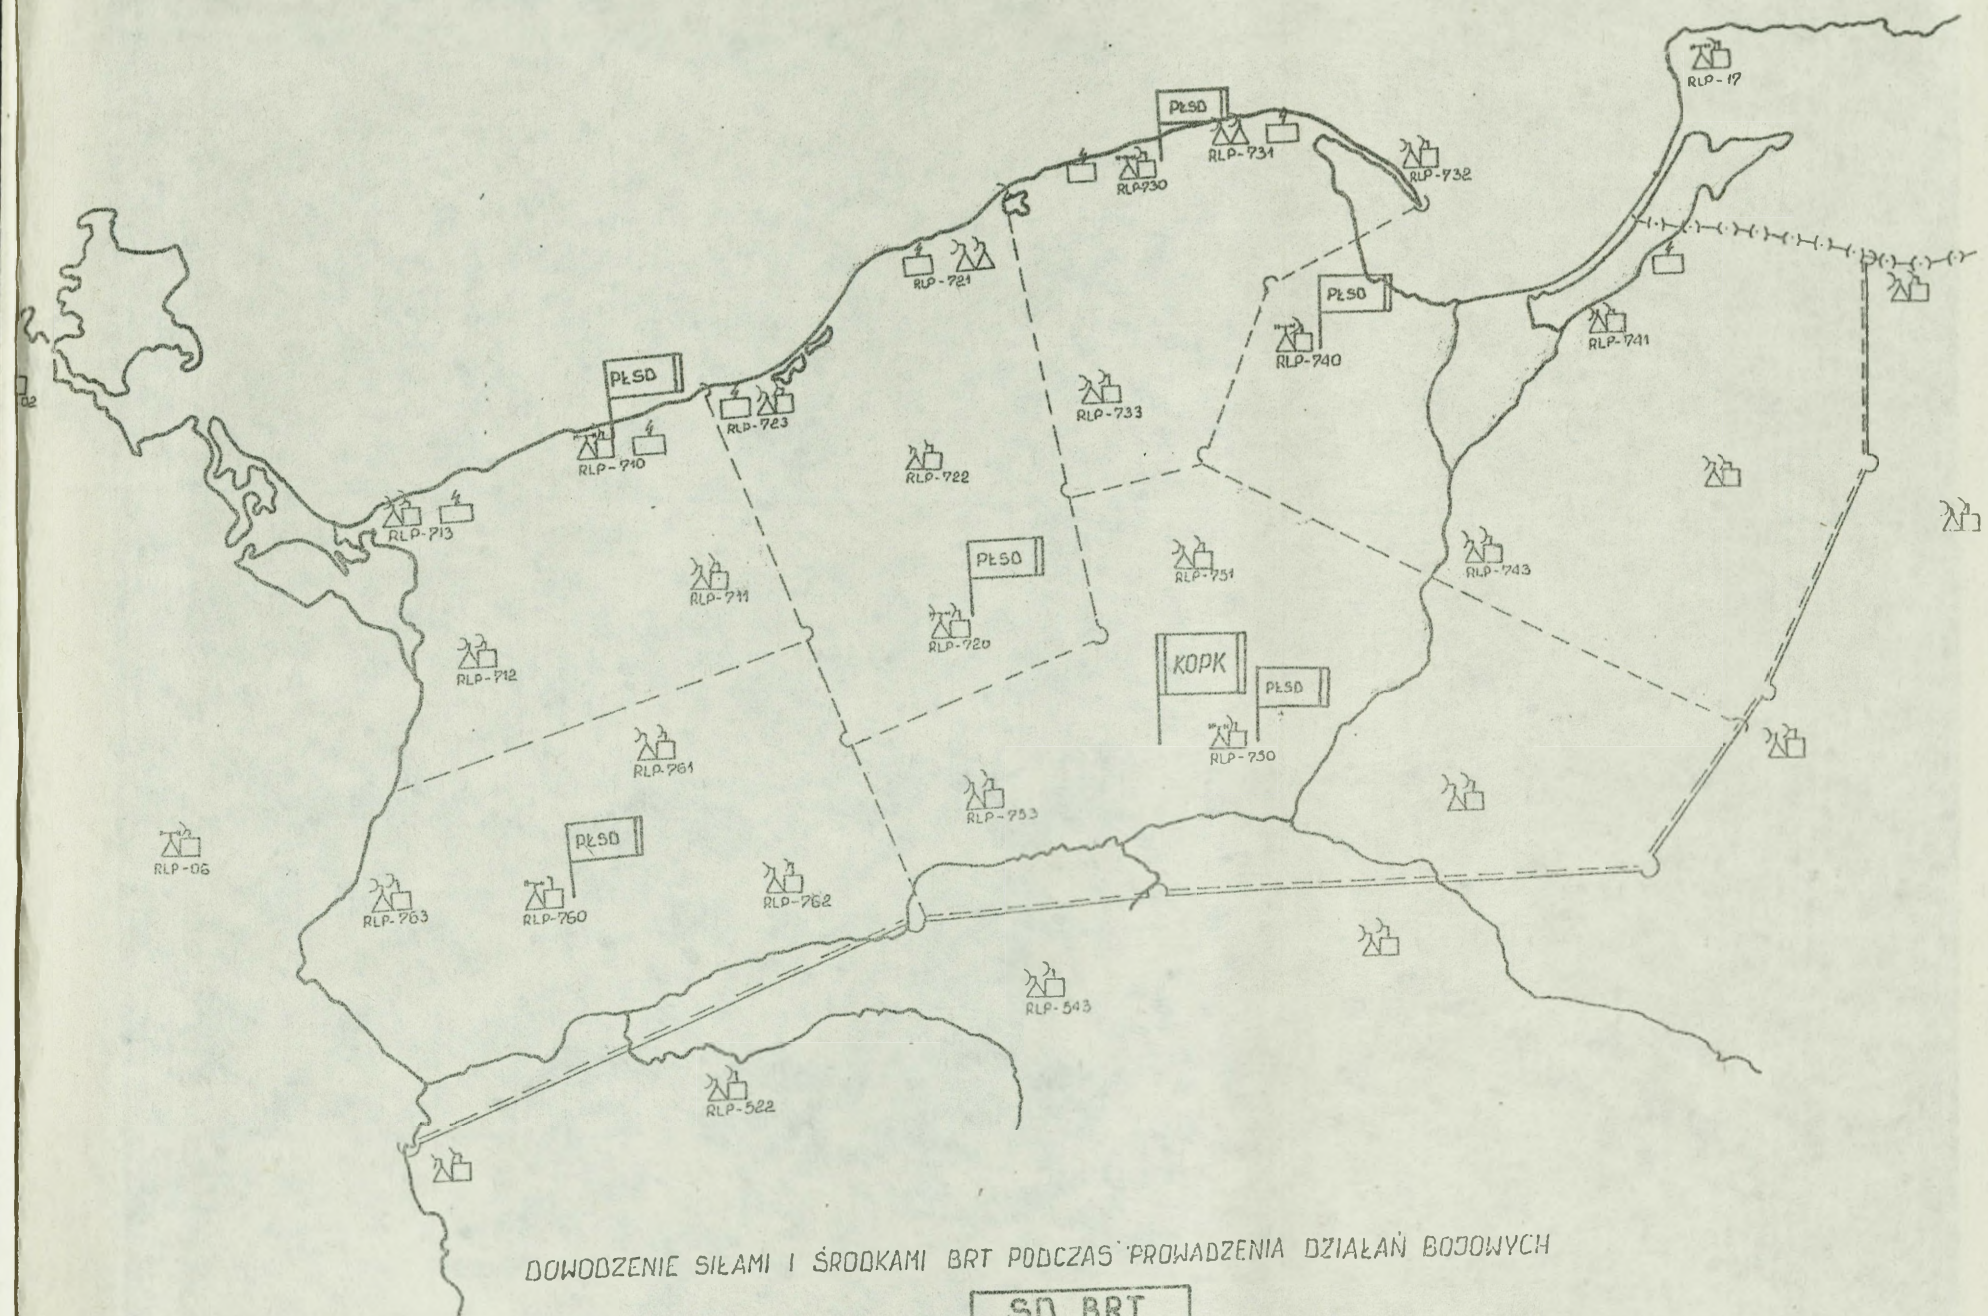 RLP-17
PŁSD
RLP-731
RLP-730
RLP-732
RLP-721
PŁSD
RLP-740
RLP-741
PŁSD
RLP-723
RLP-710
RLP-733
RLP-722
RLP-713
02
PŁSD
RLP-711
RLP-751
RLP-743
RLP-720
RLP-712
KOPK
PŁSD
RLP-750
RLP-761
RLP-753
PŁSD
RLP-06
RLP-763
RLP-760
RLP-762
RLP-543
RLP-522
DOWODZENIE SIŁAMI I ŚRODKAMI BRT PODCZAS PROWADZENIA DZIAŁAŃ BOJOWYCH
SD BRT